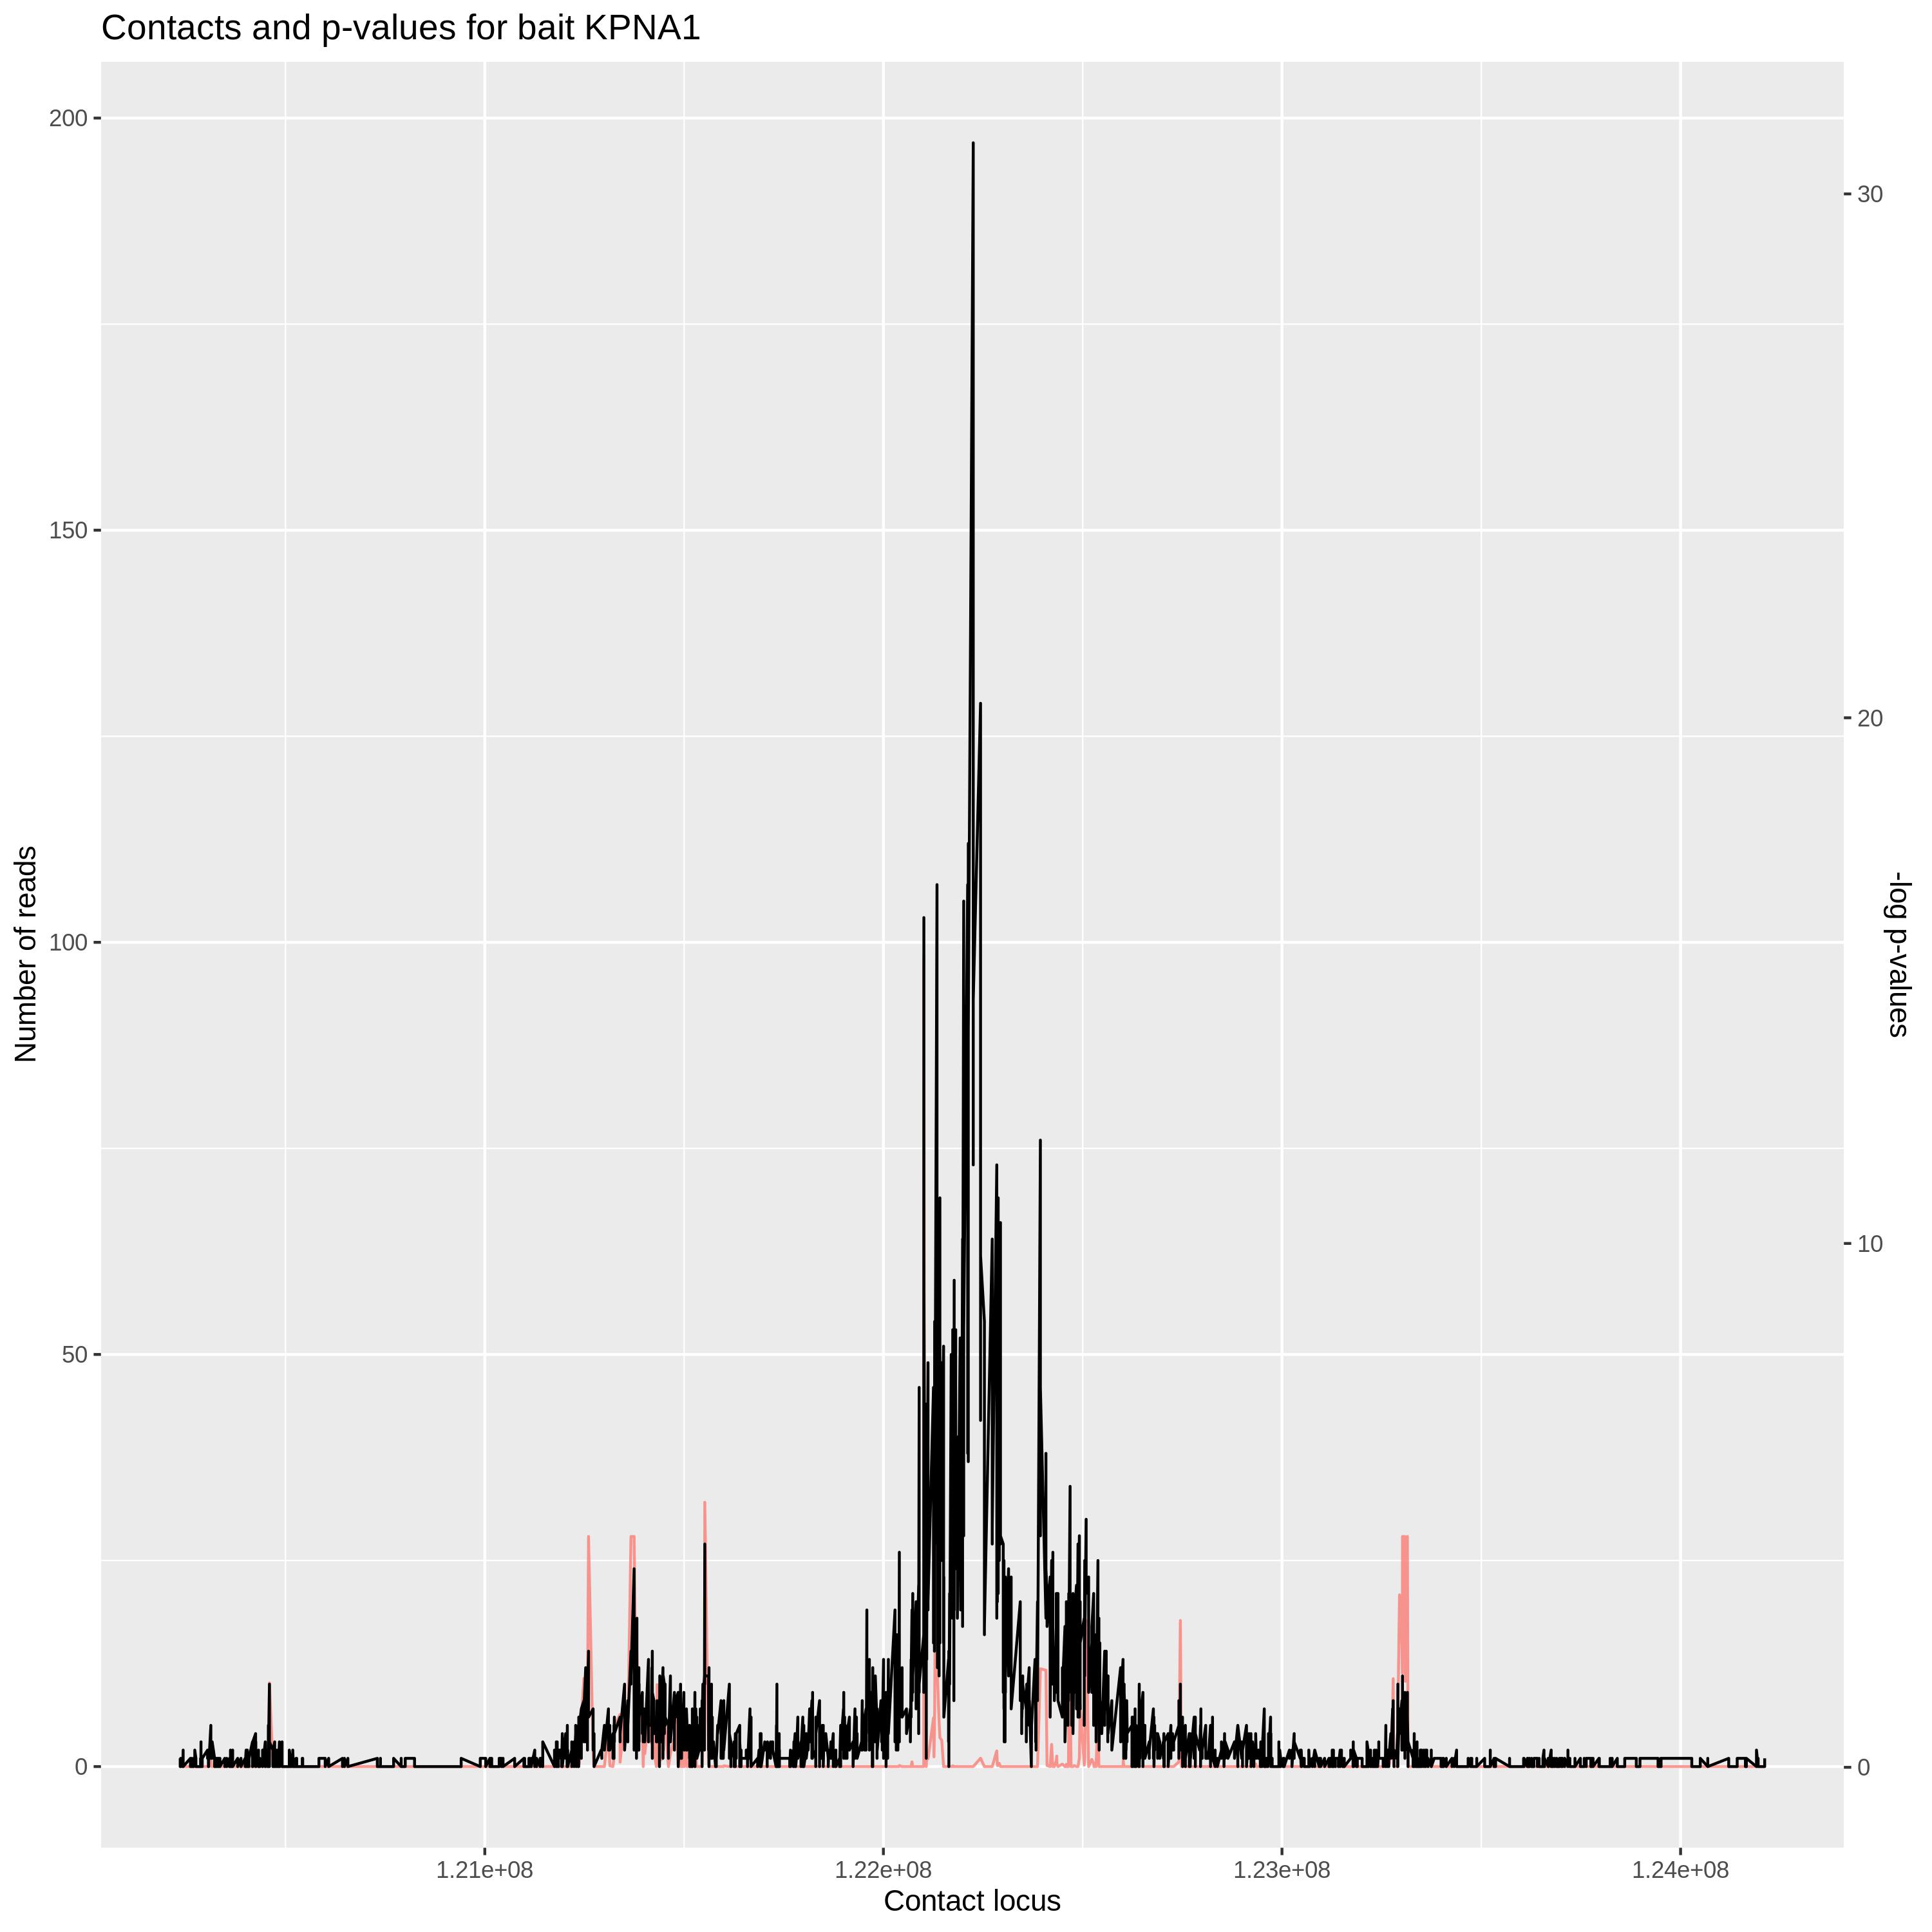 Contacts and p-values for bait KPNA1
200
150
100
50
0
Number of reads
30
20
10
0
-log p-values
1.21e+08
1.22e+08
1.23e+08
1.24e+08
Contact locus